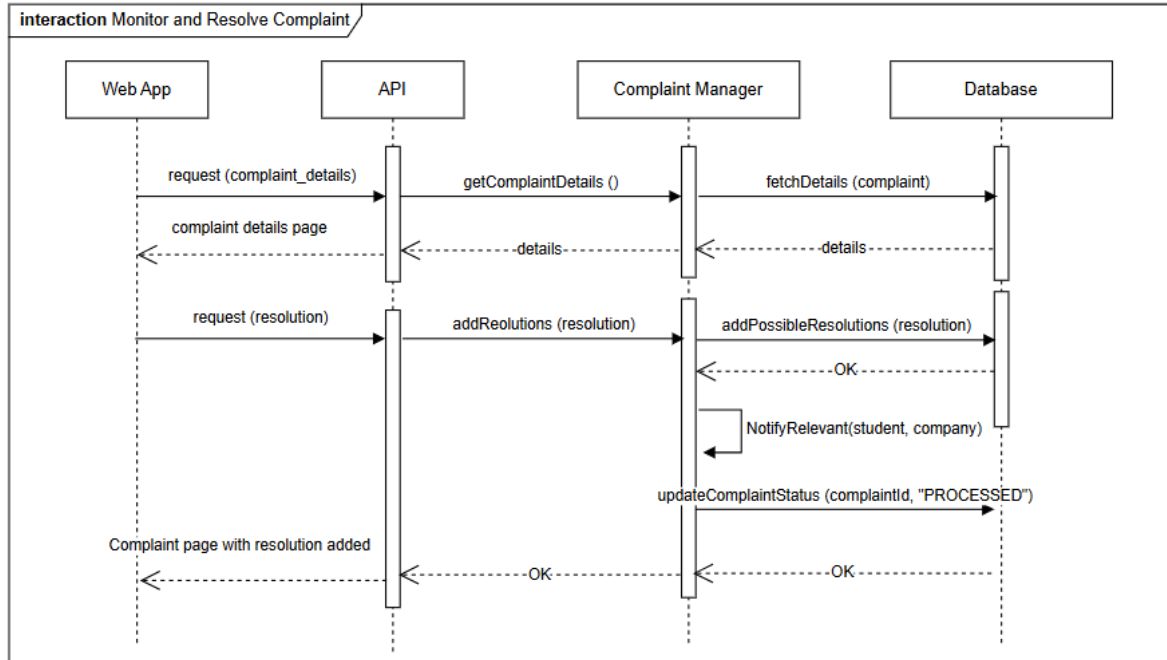 interaction Monitor and Resolve Complaint
Web App
API
Complaint Manager
Database
request (complaint_details)
getComplaintDetails ()
fetchDetails (complaint)
complaint details page
details
details
request (resolution)
addReolutions (resolution)
addPossibleResolutions (resolution)
OK
NotifyRelevant(student, company)
updateComplaintStatus (complaintId, "PROCESSED")
Complaint page with resolution added
OK
OK